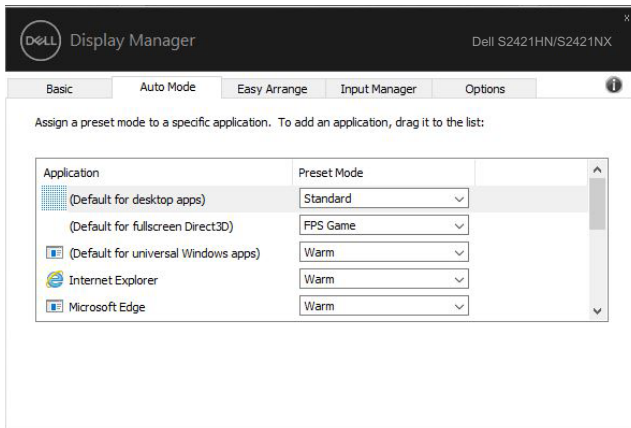 x
DELL Display Manager Dell S2421HN/S2421NX
Basic Auto Mode Easy Arrange Input Manager Options i
Assign a preset mode to a specific application. To add an application, drag it to the list:
Application Preset Mode
(Default for desktop apps) Standard
(Default for fullscreen Direct3D) FPS Game
(Default for universal Windows apps) Warm
Internet Explorer Warm
Microsoft Edge Warm